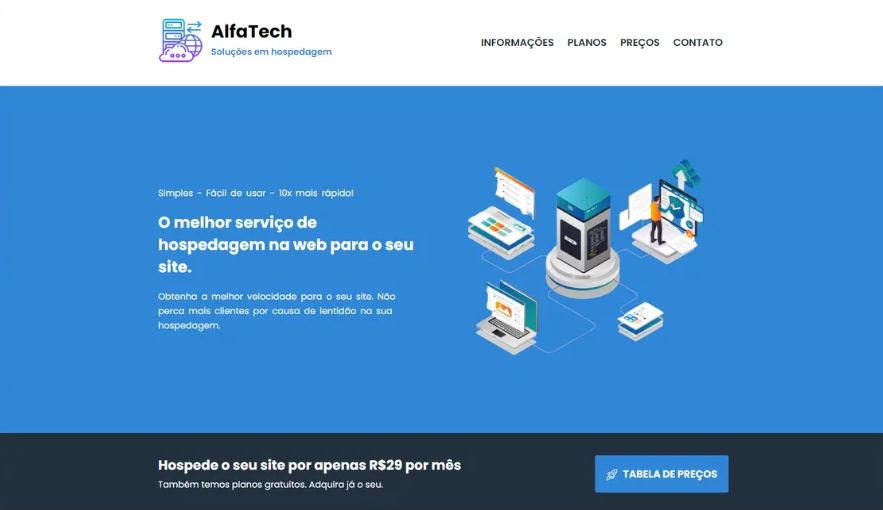 AlfaTech
Soluções em hospedagem
INFORMAÇÕES PLANOS PREÇOS CONTATO
Simples - Fácil de usar - 10x mais rápido!
O melhor serviço de
hospedagem na web para o seu
site.
Obtenha a melhor velocidade para o seu site. Não
perca mais clientes por causa de lentidão na sua
hospedagem.
Hospede o seu site por apenas R$29 por mês
Também temos planos gratuitos. Adquira já o seu.
TABELA DE PREÇOS